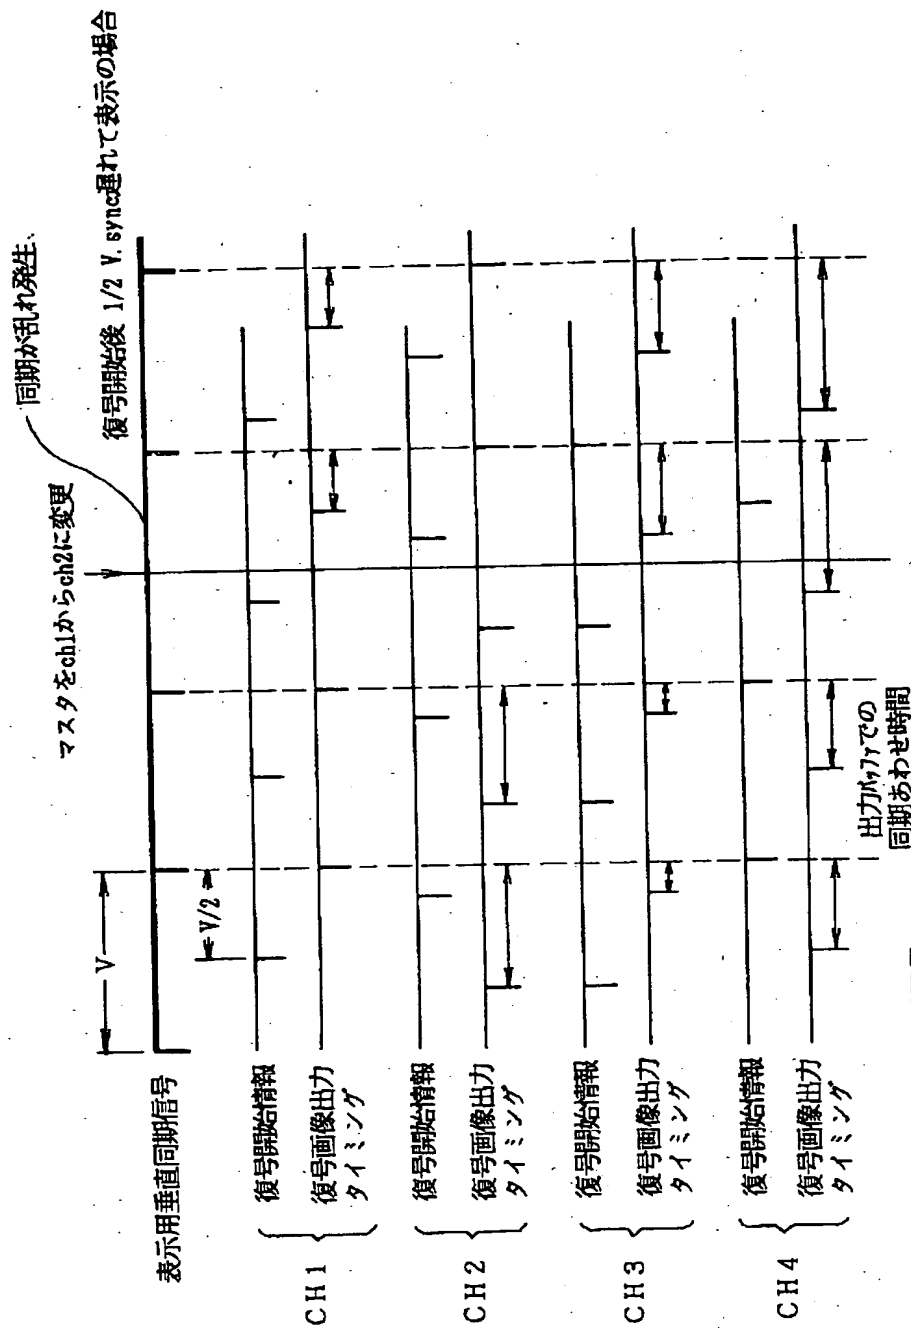 同期が乱れ発生、
マスタをch1からch2に変更
復号開始後 1/2 V. sync遅れて表示の場合
V
V/2
表示用垂直同期信号
CH1
復号開始情報
復号画像出力
タイミング
CH2
復号開始情報
復号画像出力
タイミング
CH3
復号開始情報
復号画像出力
タイミング
CH4
復号開始情報
復号画像出力
タイミング
出力バッファでの
同期あわせ時間